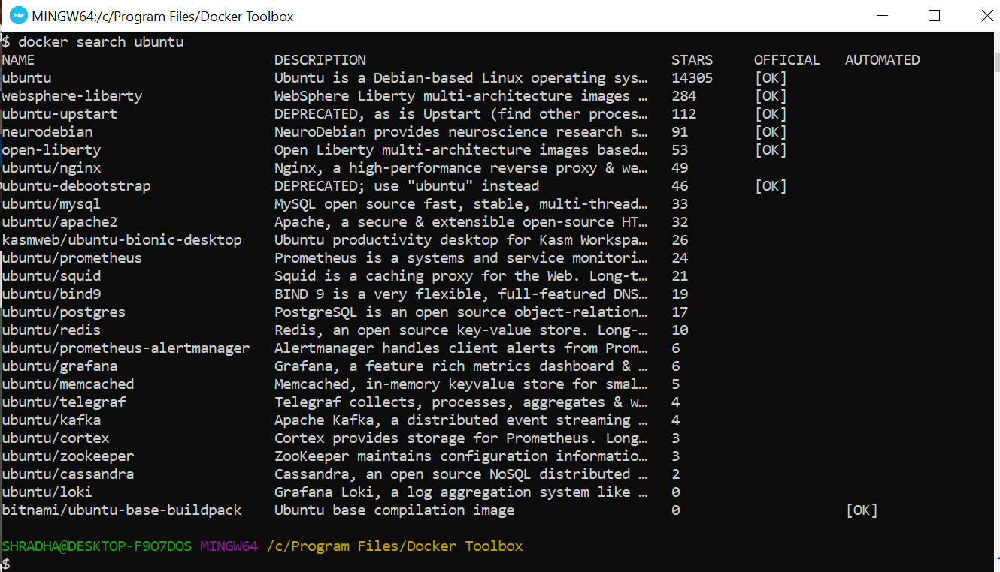 MINGW64:/c/Program Files/Docker Toolbox
$ docker search ubuntu
NAME DESCRIPTION STARS OFFICIAL AUTOMATED
ubuntu Ubuntu is a Debian-based Linux operating sys… 14305 [OK]
websphere-liberty WebSphere Liberty multi-architecture images … 284 [OK]
ubuntu-upstart DEPRECATED, as is Upstart (find other proces… 112 [OK]
neurodebian NeuroDebian provides neuroscience research s… 91 [OK]
open-liberty Open Liberty multi-architecture images based… 53 [OK]
ubuntu/nginx Nginx, a high-performance reverse proxy & we… 49
ubuntu-debootstrap DEPRECATED; use "ubuntu" instead 46 [OK]
ubuntu/mysql MySQL open source fast, stable, multi-thread… 33
ubuntu/apache2 Apache, a secure & extensible open-source HT… 32
kasmweb/ubuntu-bionic-desktop Ubuntu productivity desktop for Kasm Workspa… 26
ubuntu/prometheus Prometheus is a systems and service monitori… 24
ubuntu/squid Squid is a caching proxy for the Web. Long-t… 21
ubuntu/bind9 BIND 9 is a very flexible, full-featured DNS… 19
ubuntu/postgres PostgreSQL is an open source object-relation… 17
ubuntu/redis Redis, an open source key-value store. Long-… 10
ubuntu/prometheus-alertmanager Alertmanager handles client alerts from Prom… 6
ubuntu/grafana Grafana, a feature rich metrics dashboard & … 6
ubuntu/memcached Memcached, in-memory keyvalue store for smal… 5
ubuntu/telegraf Telegraf collects, processes, aggregates & w… 4
ubuntu/kafka Apache Kafka, a distributed event streaming … 4
ubuntu/cortex Cortex provides storage for Prometheus. Long… 3
ubuntu/zookeeper ZooKeeper maintains configuration informatio… 3
ubuntu/cassandra Cassandra, an open source NoSQL distributed … 2
ubuntu/loki Grafana Loki, a log aggregation system like … 0
bitnami/ubuntu-base-buildpack Ubuntu base compilation image 0 [OK]
SHRADHA@DESKTOP-F9O7DOS MINGW64 /c/Program Files/Docker Toolbox
$